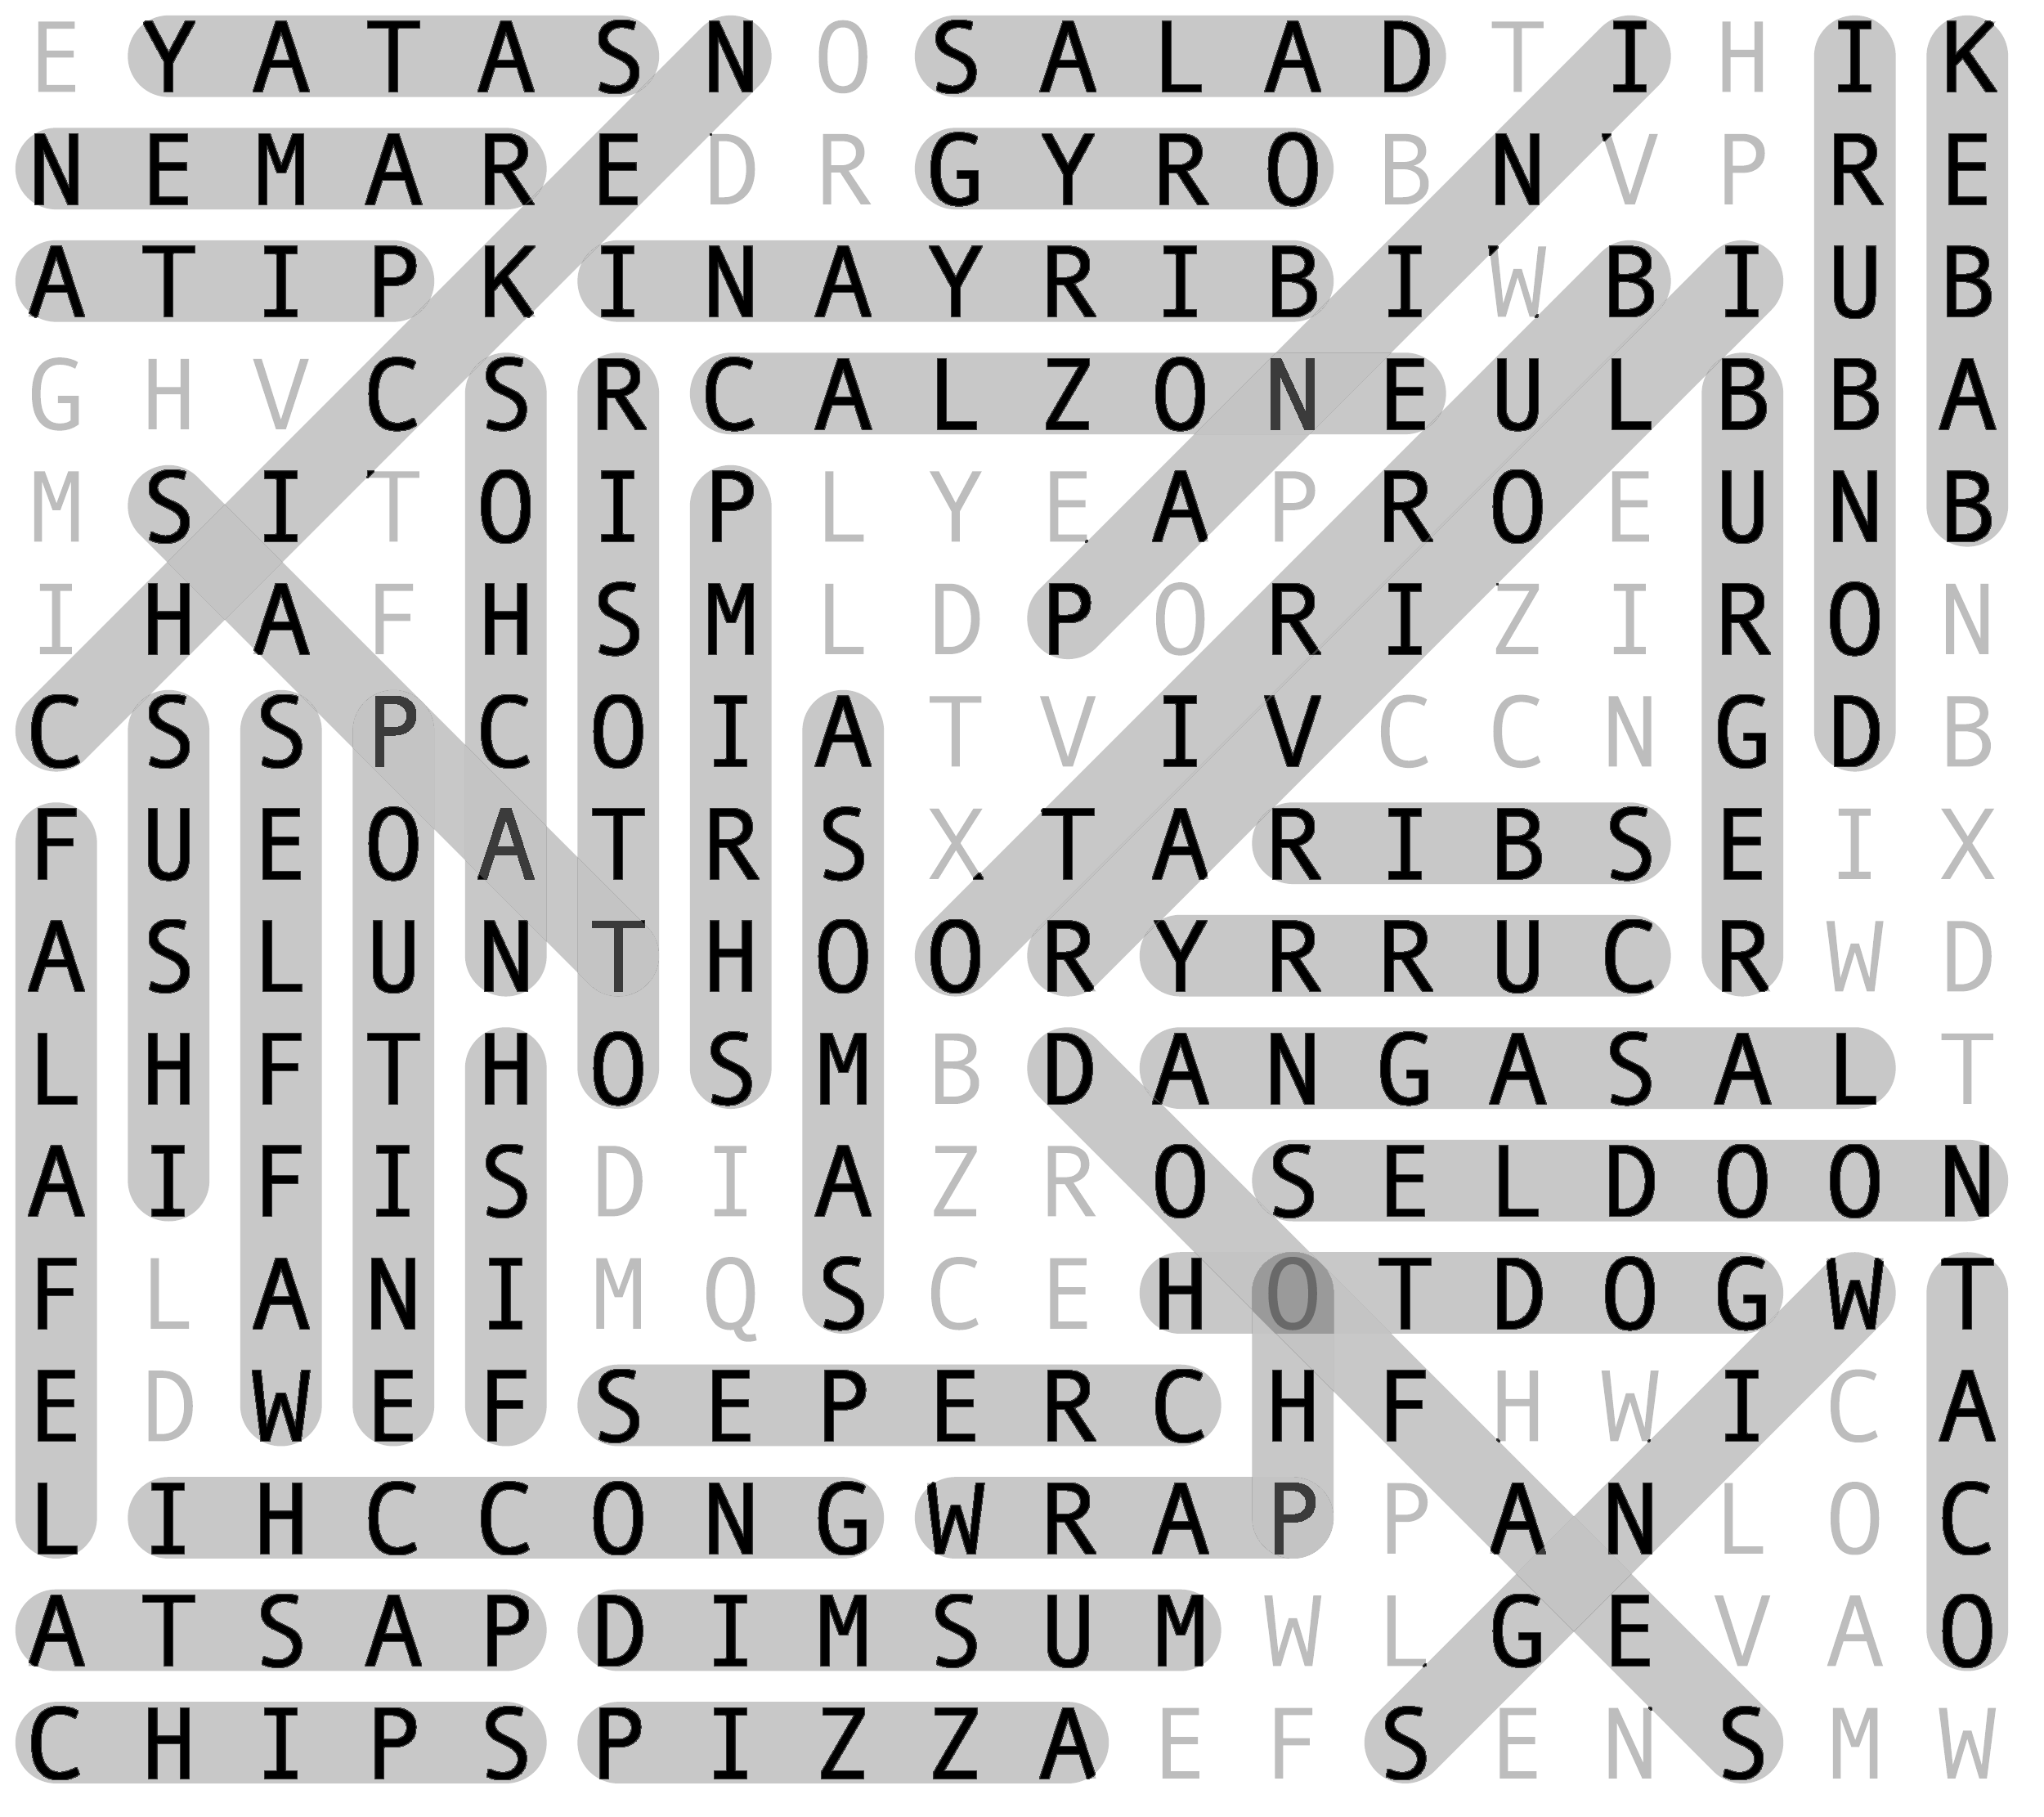 E Y A T A S N O S A L A D T I H I K
N E M A R E D R G Y R O B N V P R E
A T I P K I N A Y R I B I W B I U B
G H V C S R C A L Z O N E U L B B A
M S I T O I P L Y E A P R O E U N B
I H A F H S M L D P O R I Z I R O N
C S S P C O I A T V I V C C N G D B
F U E O A T R S X T A R I B S E I X
A S L U N T H O O R Y R R U C R W D
L H F T H O S M B D A N G A S A L T
A I F I S D I A Z R O S E L D O O N
F L A N I M Q S C E H O T D O G W T
E D W E F S E P E R C H F H W I C A
L I H C C O N G W R A P P A N L O C
A T S A P D I M S U M W L G E V A O
C H I P S P I Z Z A E F S E N S M W